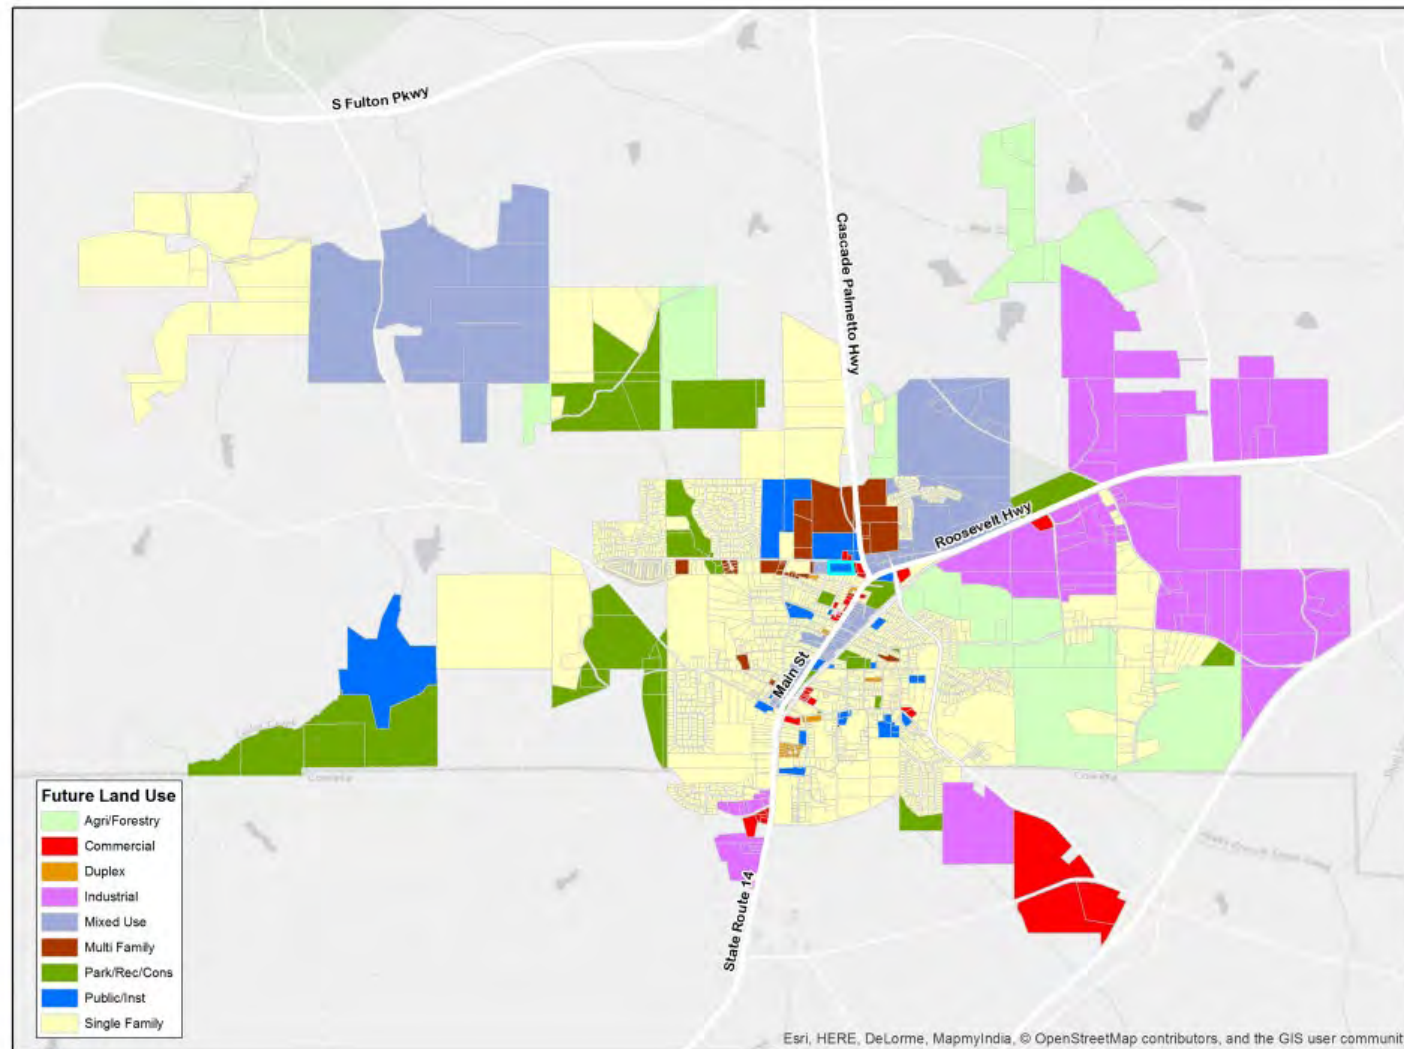 S Fulton Pkwy
Cascade Palmetto Hwy
Roosevelt Hwy
Main St
Coweta
Coweta
State Route 14
Future Land Use
Agri/Forestry
Commercial
Duplex
Industrial
Mixed Use
Multi Family
Park/Rec/Cons
Public/Inst
Single Family
Esri, HERE, DeLorme, MapmyIndia, © OpenStreetMap contributors, and the GIS user communit